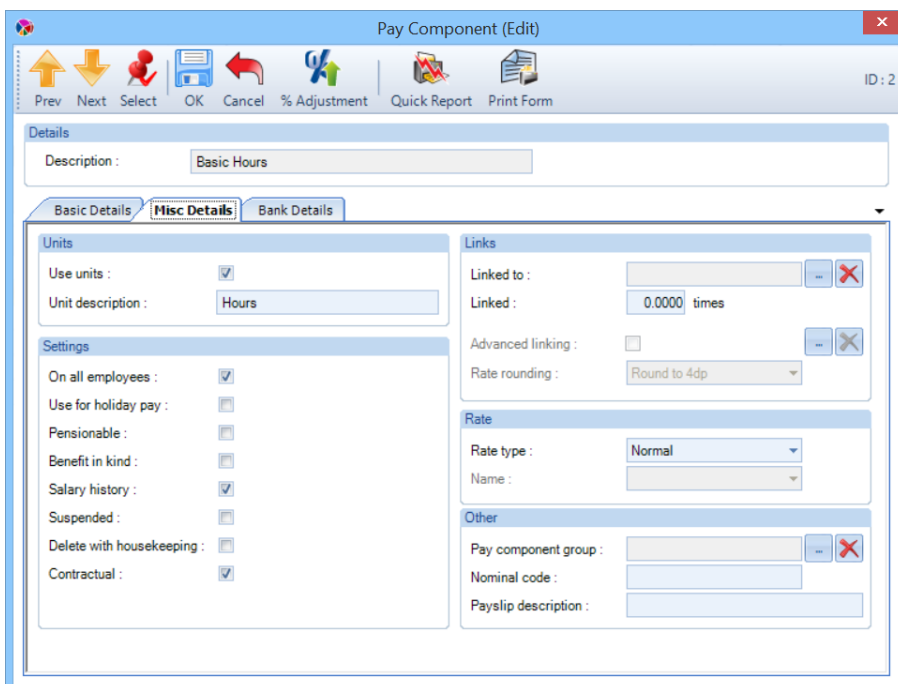 Pay Component (Edit)
Prev Next Select OK Cancel % Adjustment Quick Report Print Form ID : 2
Details
Description : Basic Hours
Basic Details Misc Details Bank Details
Units
Use units :
Unit description : Hours
Settings
On all employees :
Use for holiday pay :
Pensionable :
Benefit in kind :
Salary history :
Suspended :
Delete with housekeeping :
Contractual :
Links
Linked to : ...
Linked : 0.0000 times
Advanced linking : ...
Rate rounding : Round to 4dp
Rate
Rate type : Normal
Name :
Other
Pay component group : ...
Nominal code :
Payslip description :